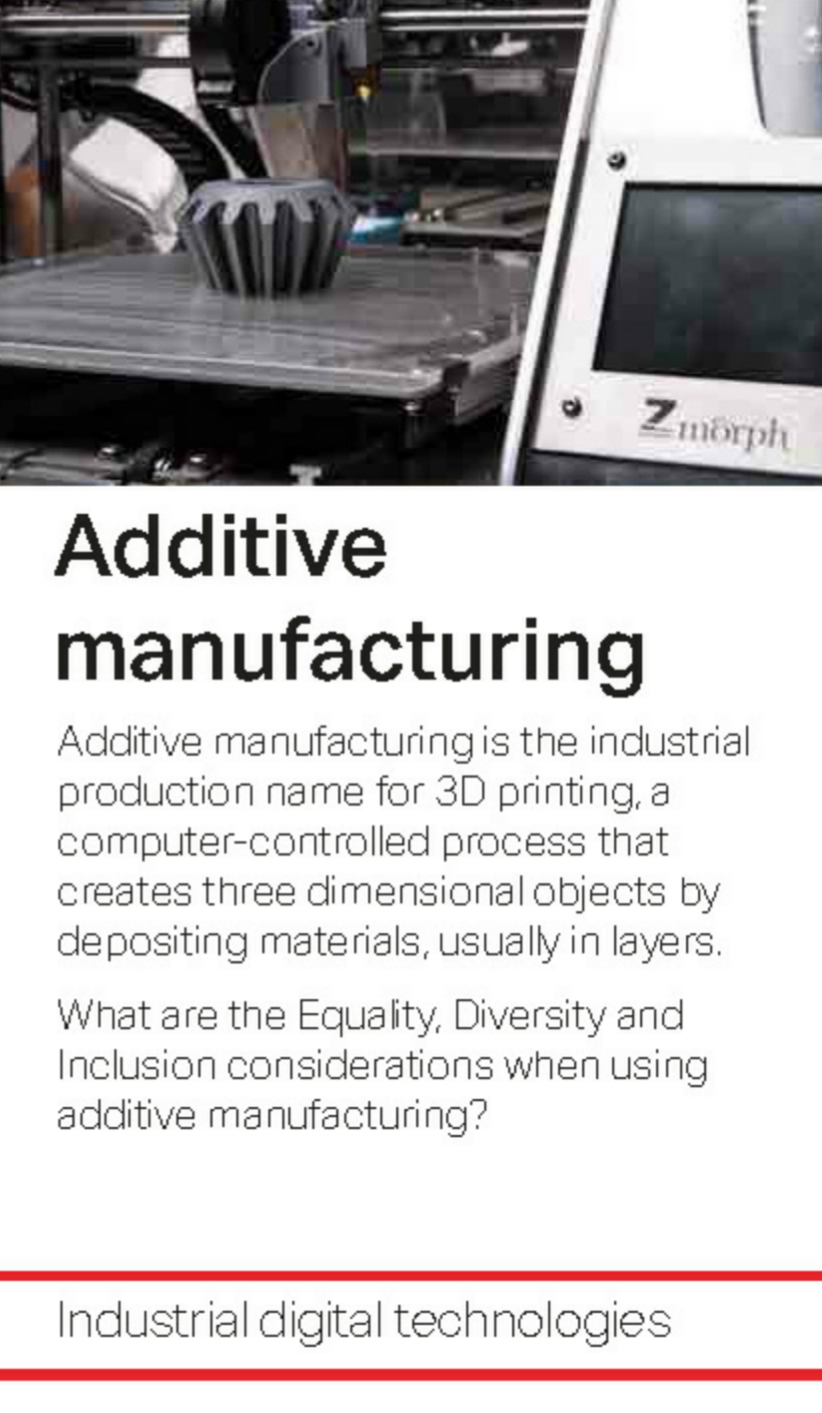 Zmorph
Additive
manufacturing
Additive manufacturing is the industrial
production name for 3D printing, a
computer-controlled process that
creates three dimensional objects by
depositing materials, usually in layers.
What are the Equality, Diversity and
Inclusion considerations when using
additive manufacturing?
Industrial digital technologies